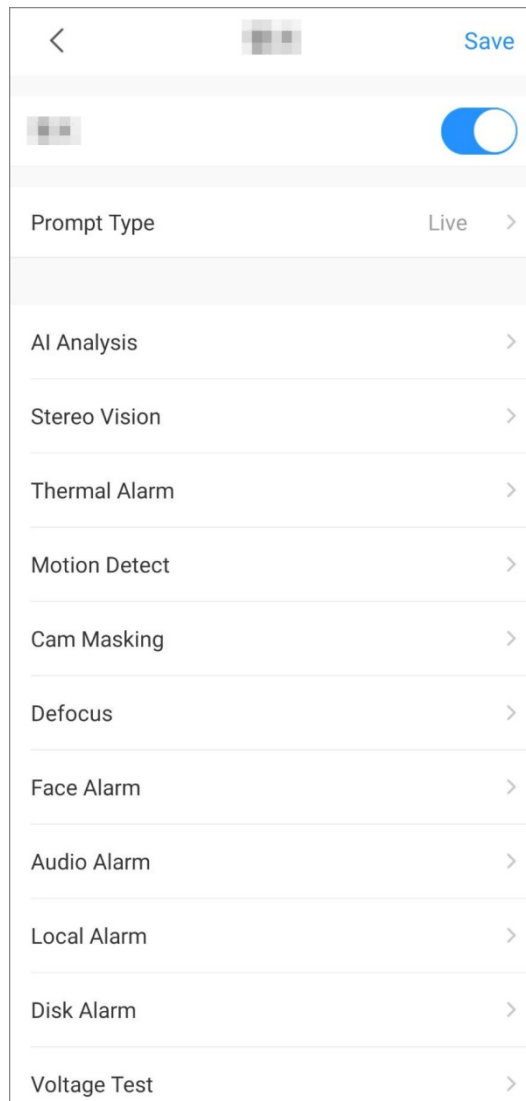 Save
Prompt Type Live
AI Analysis
Stereo Vision
Thermal Alarm
Motion Detect
Cam Masking
Defocus
Face Alarm
Audio Alarm
Local Alarm
Disk Alarm
Voltage Test